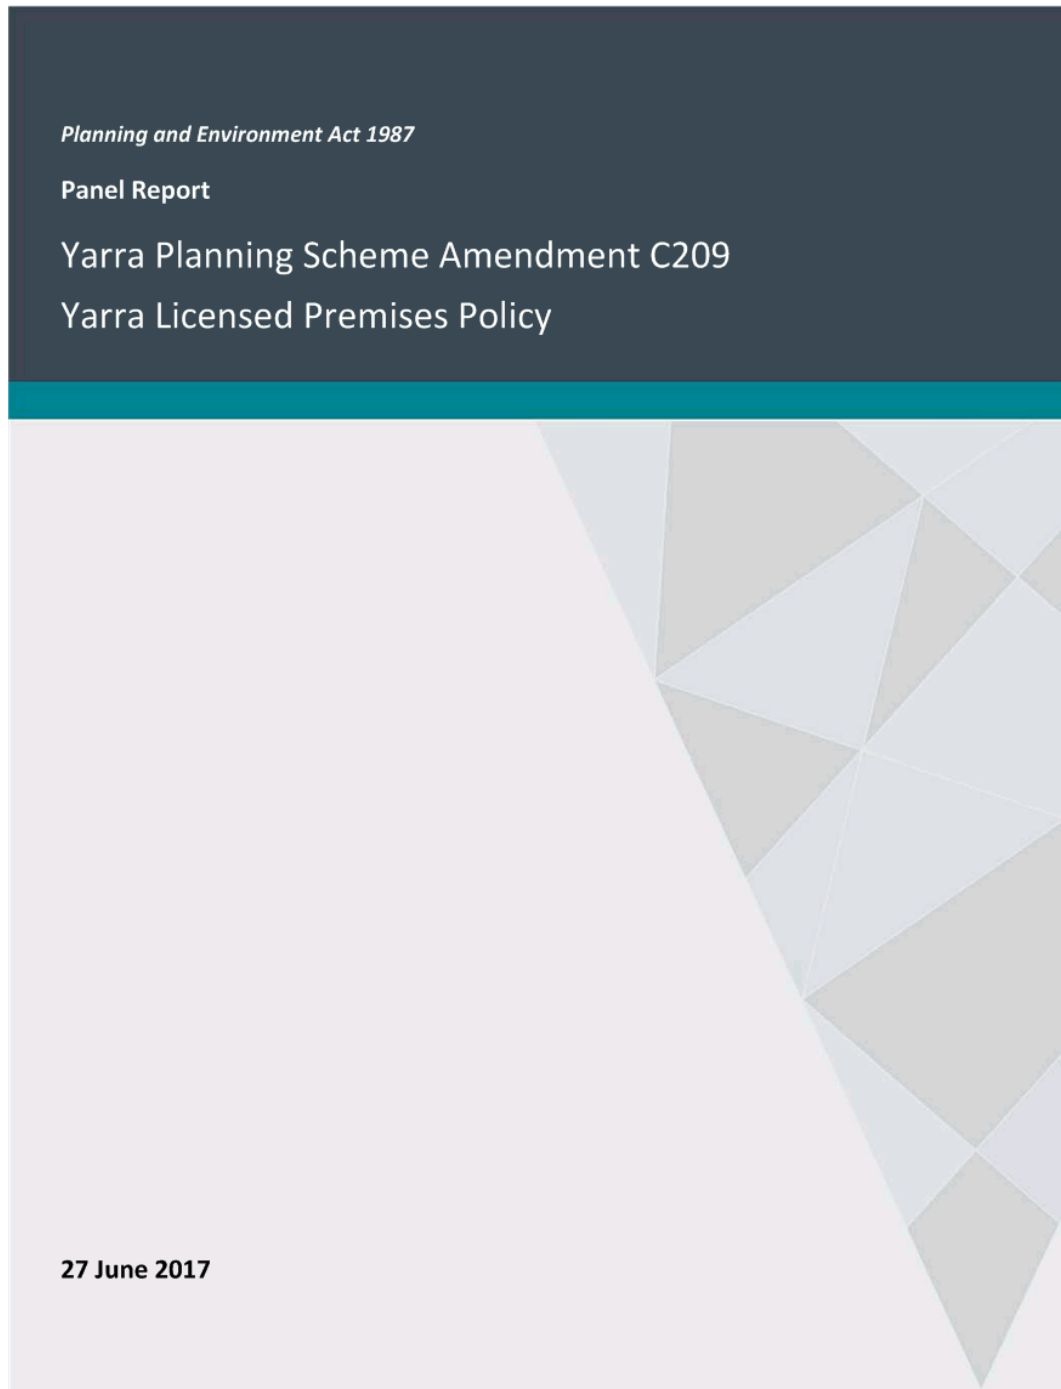 Planning and Environment Act 1987
Panel Report
Yarra Planning Scheme Amendment C209
Yarra Licensed Premises Policy
27 June 2017